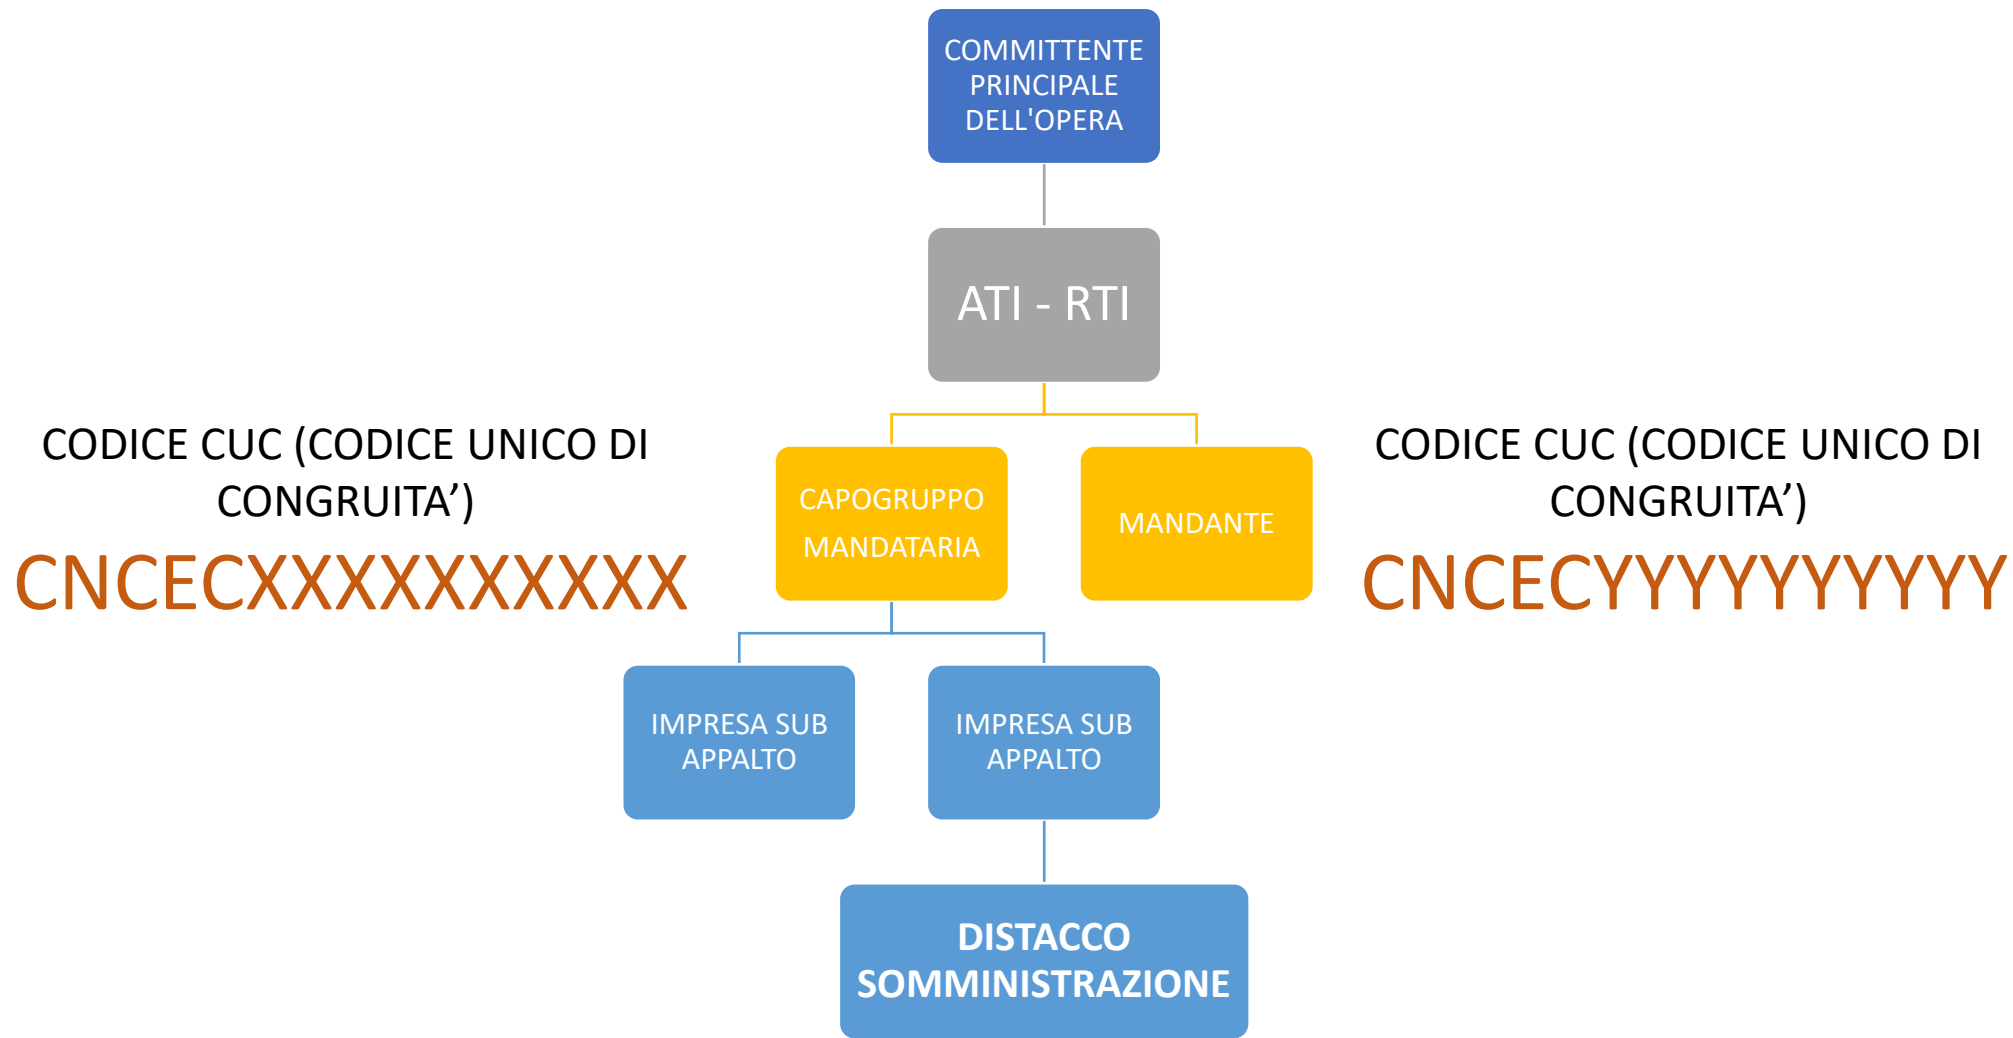 COMMITTENTE
PRINCIPALE
DELL'OPERA
ATI - RTI
CODICE CUC (CODICE UNICO DI
CONGRUITA’)
CNCECXXXXXXXXXX
CAPOGRUPPO
MANDATARIA
MANDANTE
CODICE CUC (CODICE UNICO DI
CONGRUITA’)
CNCECYYYYYYYYYY
IMPRESA SUB
APPALTO
IMPRESA SUB
APPALTO
DISTACCO
SOMMINISTRAZIONE